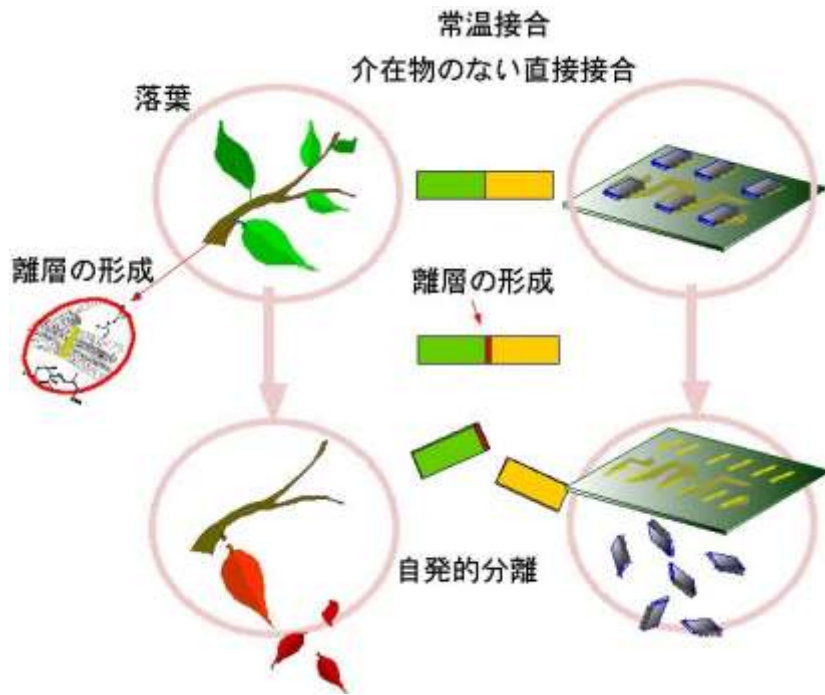 常温接合
介在物のない直接接合
落葉
離層の形成
離層の形成
自発的分離